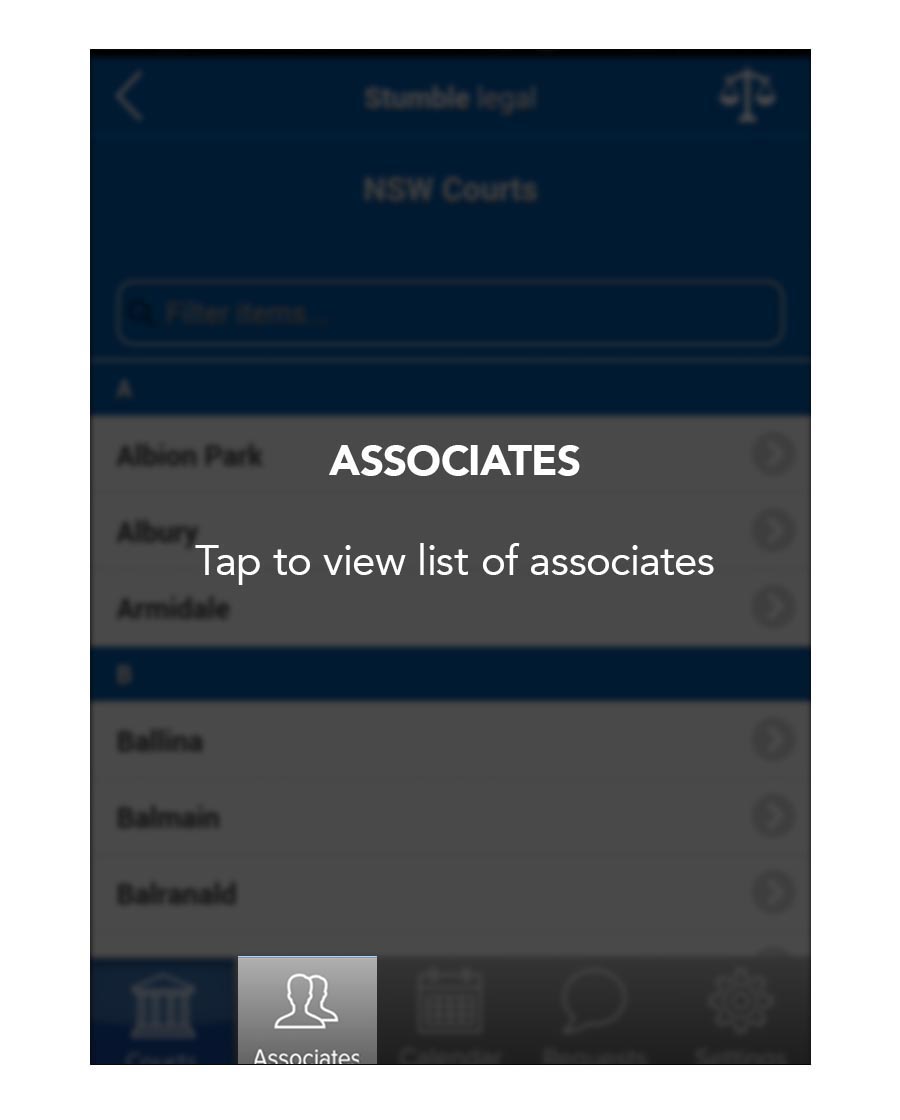 Stumble legal
NSW Courts
Filter items...
A
Albion Park
ASSOCIATES
Albury
Tap to view list of associates
Armidale
B
Ballina
Balmain
Balranald
Courts
Associates
Calendar
Requests
Settings